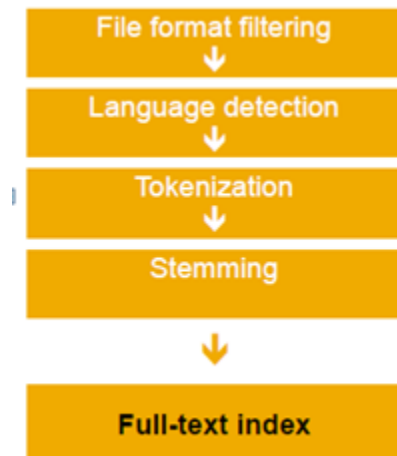 File format filtering
Language detection
Tokenization
Stemming
Full-text index